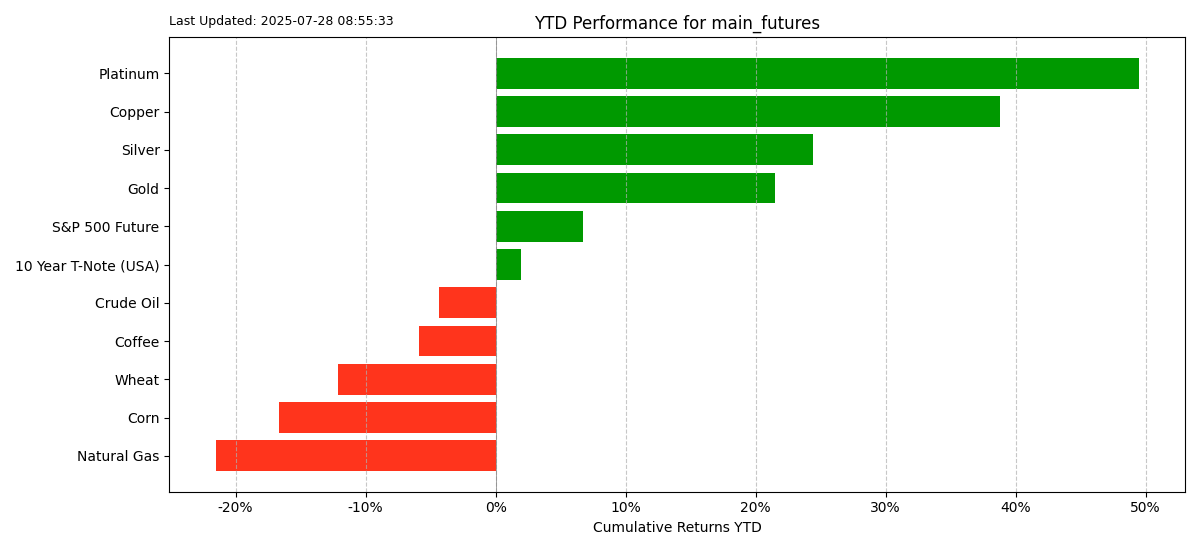 Last Updated: 2025-07-28 08:55:33
YTD Performance for main_futures
Platinum
Copper
Silver
Gold
S&P 500 Future
10 Year T-Note (USA)
Crude Oil
Coffee
Wheat
Corn
Natural Gas
-20% -10% 0% 10% 20% 30% 40% 50%
Cumulative Returns YTD